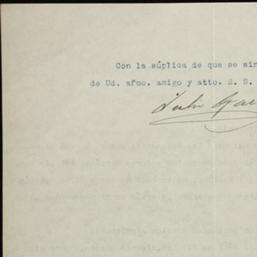 Con la súplica de que se sir
de Ud. afmo. amigo y atto. S. S.